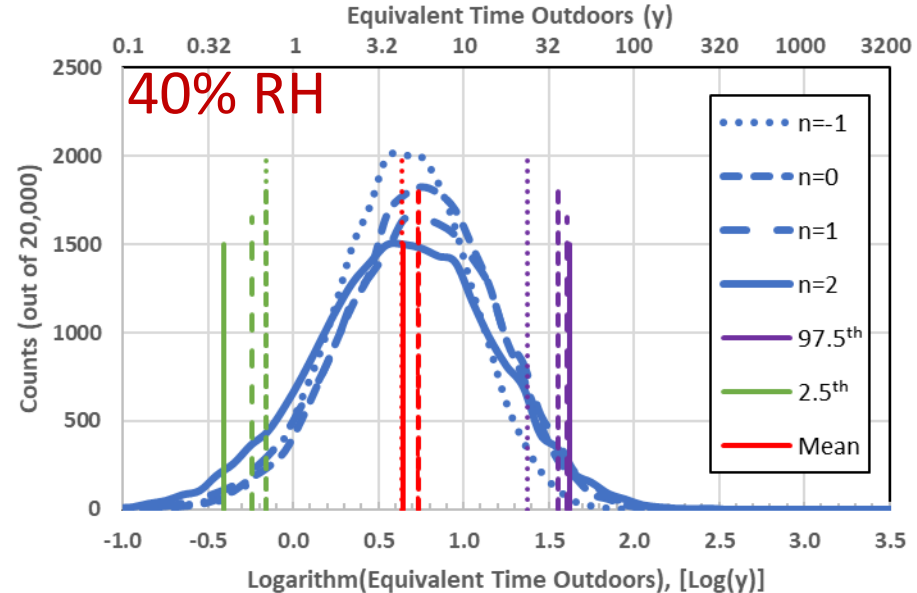 Equivalent Time Outdoors (y)
0.1 0.32 1 3.2 10 32 100 320 1000 3200
40% RH
2500
2000
1500
1000
500
0
Counts (out of 20,000)
n=-1
n=0
n=1
n=2
97.5th
2.5th
Mean
-1.0 -0.5 0.0 0.5 1.0 1.5 2.0 2.5 3.0 3.5
Logarithm(Equivalent Time Outdoors), [Log(y)]